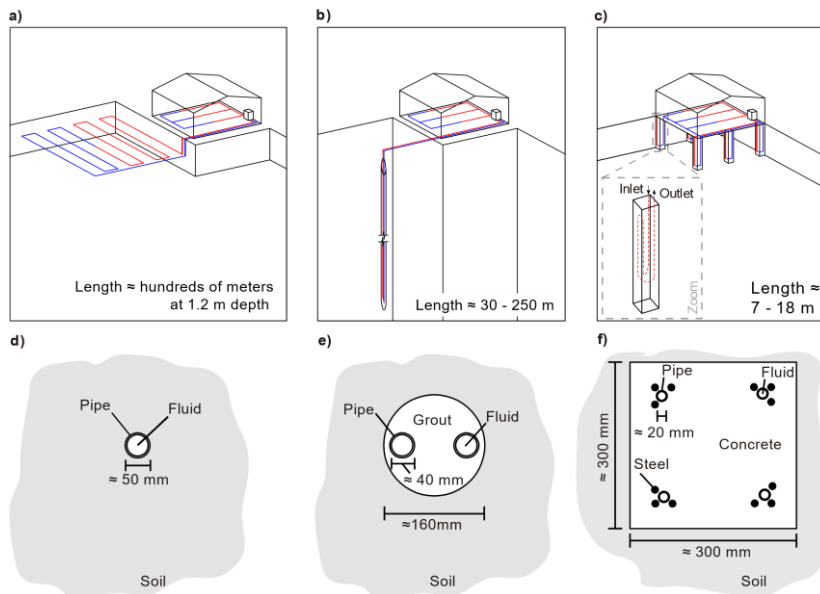 a)
b)
c)
Length ≈ hundreds of meters
at 1.2 m depth
Length ≈ 30 - 250 m
Inlet
Outlet
Zoom
Length ≈
7 - 18 m
d)
e)
f)
Pipe
Fluid
≈ 50 mm
Soil
Pipe
Grout
Fluid
≈ 40 mm
≈160mm
Soil
Pipe
Fluid
≈ 20 mm
Concrete
Steel
≈ 300 mm
≈ 300 mm
Soil